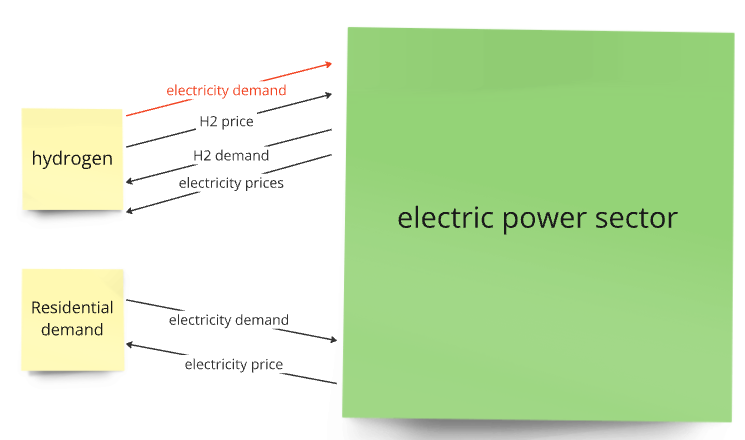 electricity demand
H2 price
hydrogen
H2 demand
electricity prices
electric power sector
Residential
demand
electricity demand
electricity price